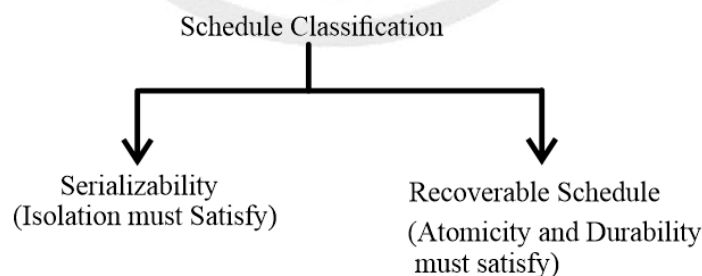 Schedule Classification
Serializability
(Isolation must Satisfy)
Recoverable Schedule
(Atomicity and Durability
must satisfy)